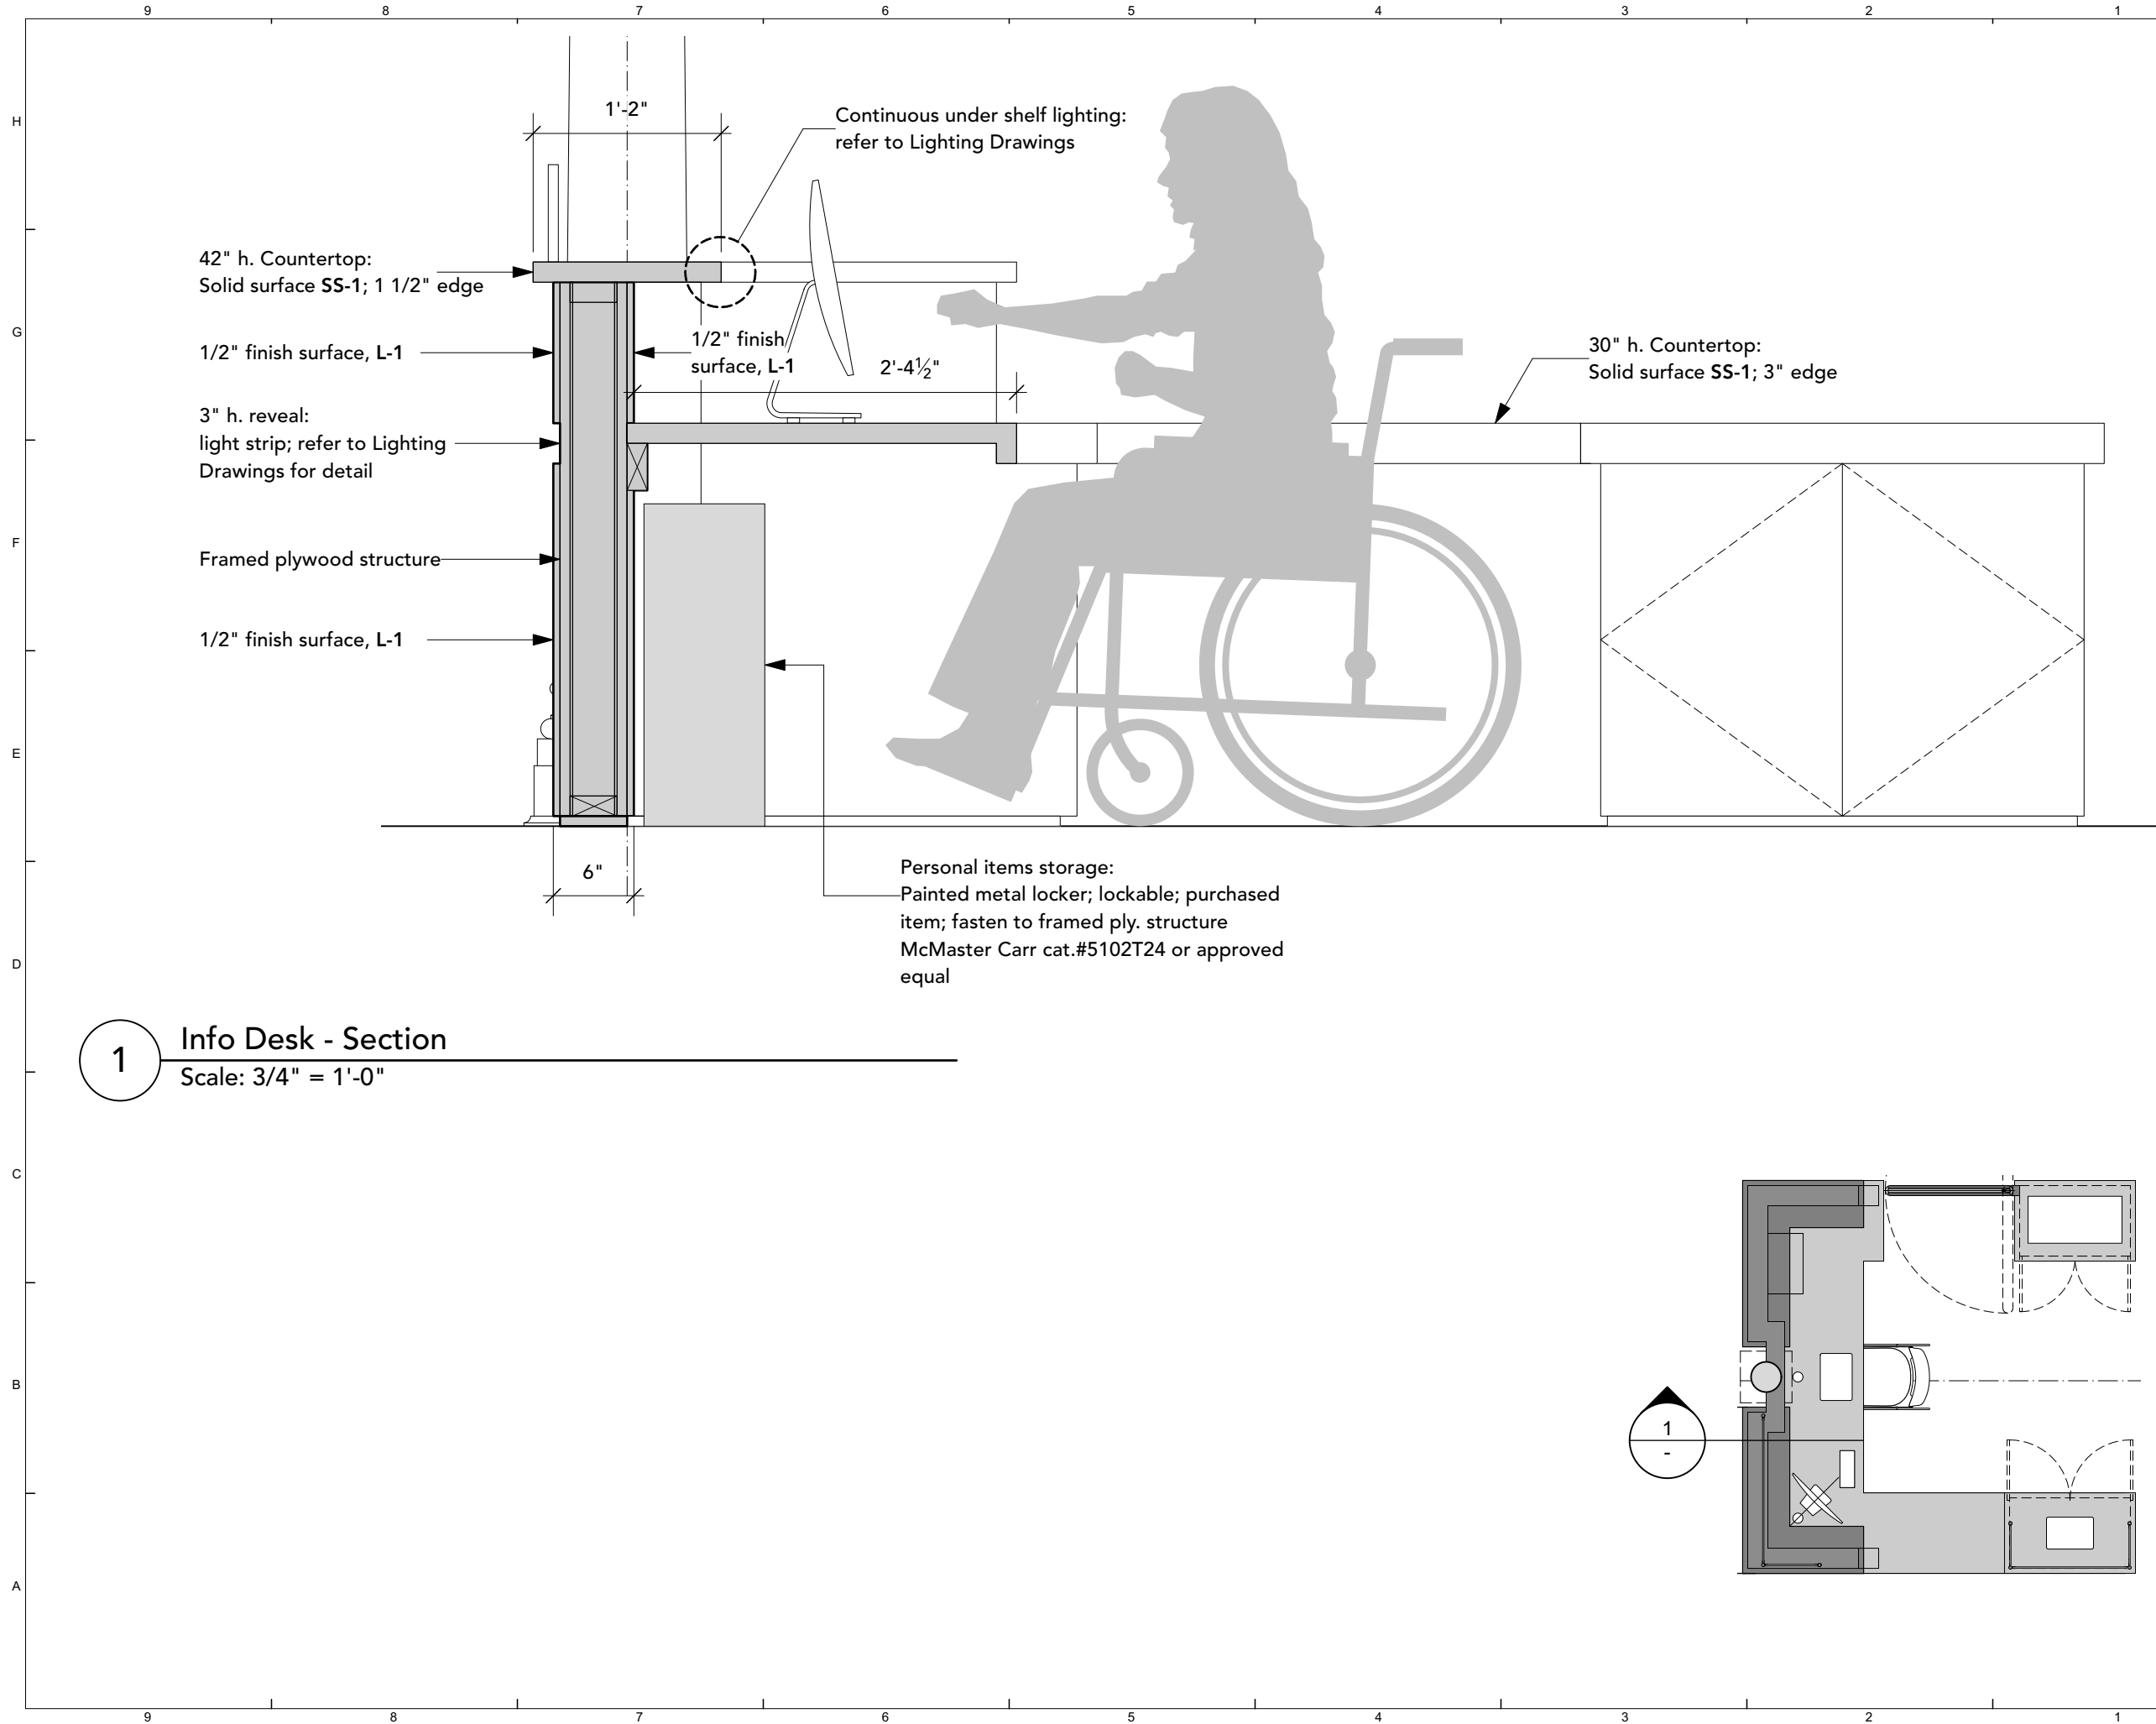 9 8 7 6 5 4 3 2 1
H
G
F
E
D
C
B
A
1'-2"
Continuous under shelf lighting:
refer to Lighting Drawings
42" h. Countertop:
Solid surface SS-1; 1 1/2" edge
1/2" finish surface, L-1
1/2" finish
surface, L-1
2'-4½"
30" h. Countertop:
Solid surface SS-1; 3" edge
3" h. reveal:
light strip; refer to Lighting
Drawings for detail
Framed plywood structure
1/2" finish surface, L-1
6"
Personal items storage:
Painted metal locker; lockable; purchased
item; fasten to framed ply. structure
McMaster Carr cat.#5102T24 or approved
equal
1
Info Desk - Section
Scale: 3/4" = 1'-0"
1
-
9 8 7 6 5 4 3 2 1